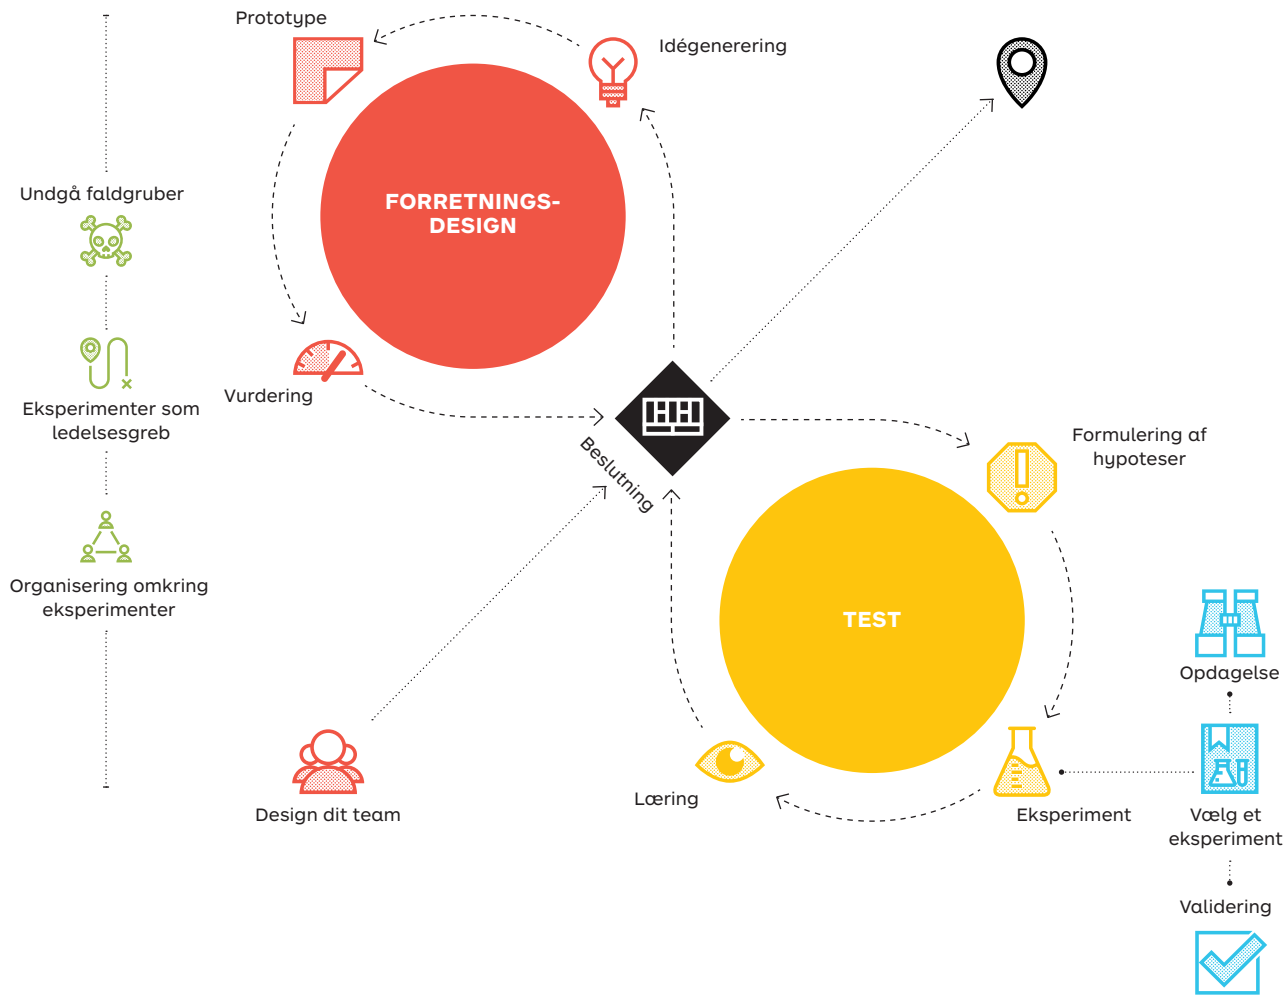 Prototype
Idégenerering
Undgå faldgruber
FORRETNINGS-
DESIGN
Eksperimenter som
ledelsesgreb
Vurdering
Beslutning
Formulering af
hypoteser
Organisering omkring
eksperimenter
TEST
Opdagelse
Design dit team
Læring
Eksperiment
Vælg et
eksperiment
Validering